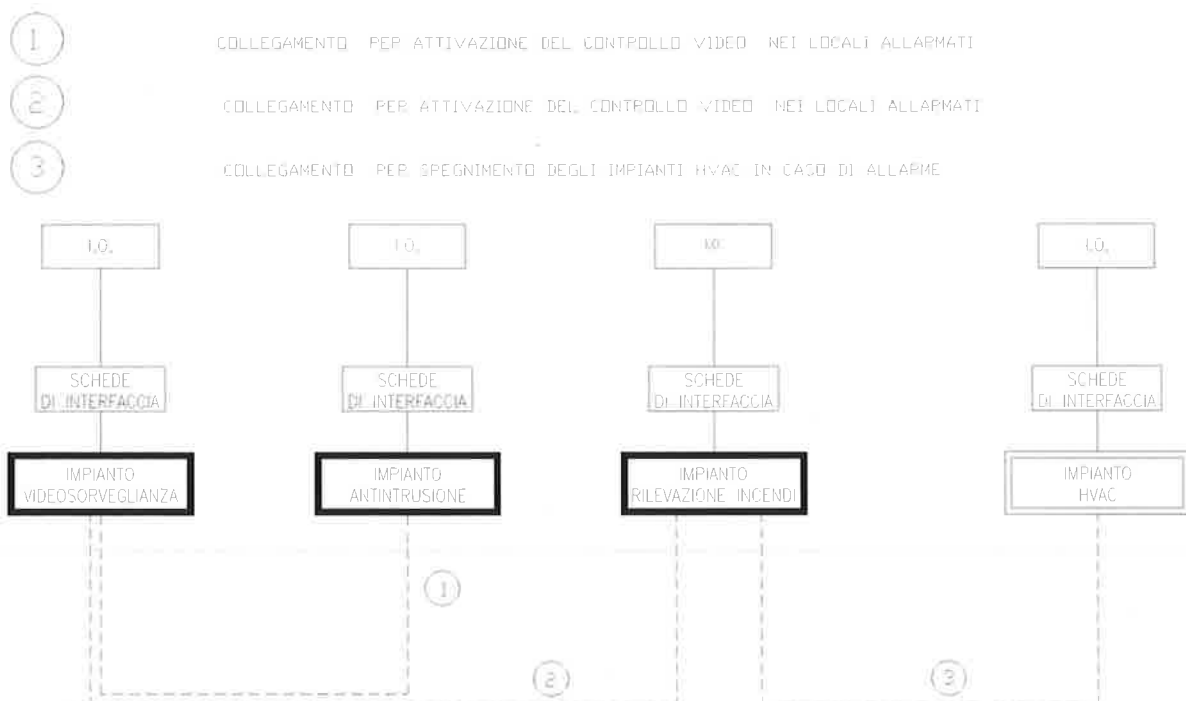 1
COLLEGAMENTO PER ATTIVAZIONE DEL CONTROLLO VIDEO NEI LOCALI ALLARMATI
2
COLLEGAMENTO PER ATTIVAZIONE DEL CONTROLLO VIDEO NEI LOCALI ALLARMATI
3
COLLEGAMENTO PER SPEGNIMENTO DEGLI IMPIANTI HVAC IN CASO DI ALLARME
I.O. I.O. I.O. I.O.
SCHEDE SCHEDE SCHEDE SCHEDE
DI INTERFACCIA DI INTERFACCIA DI INTERFACCIA DI INTERFACCIA
IMPIANTO IMPIANTO IMPIANTO IMPIANTO
VIDEOSORVEGLIANZA ANTINTRUSIONE RILEVAZIONE INCENDI HVAC
1
2 3